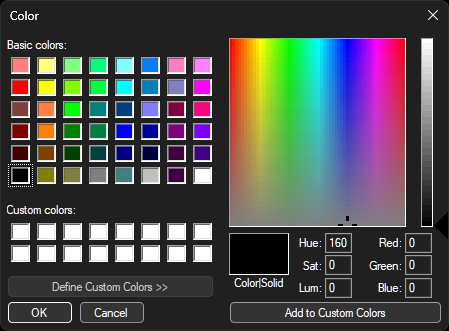 Color
Basic colors:
Custom colors:
Define Custom Colors >>
OK
Cancel
Color|Solid
Hue: 160
Sat: 0
Lum: 0
Red: 0
Green: 0
Blue: 0
Add to Custom Colors